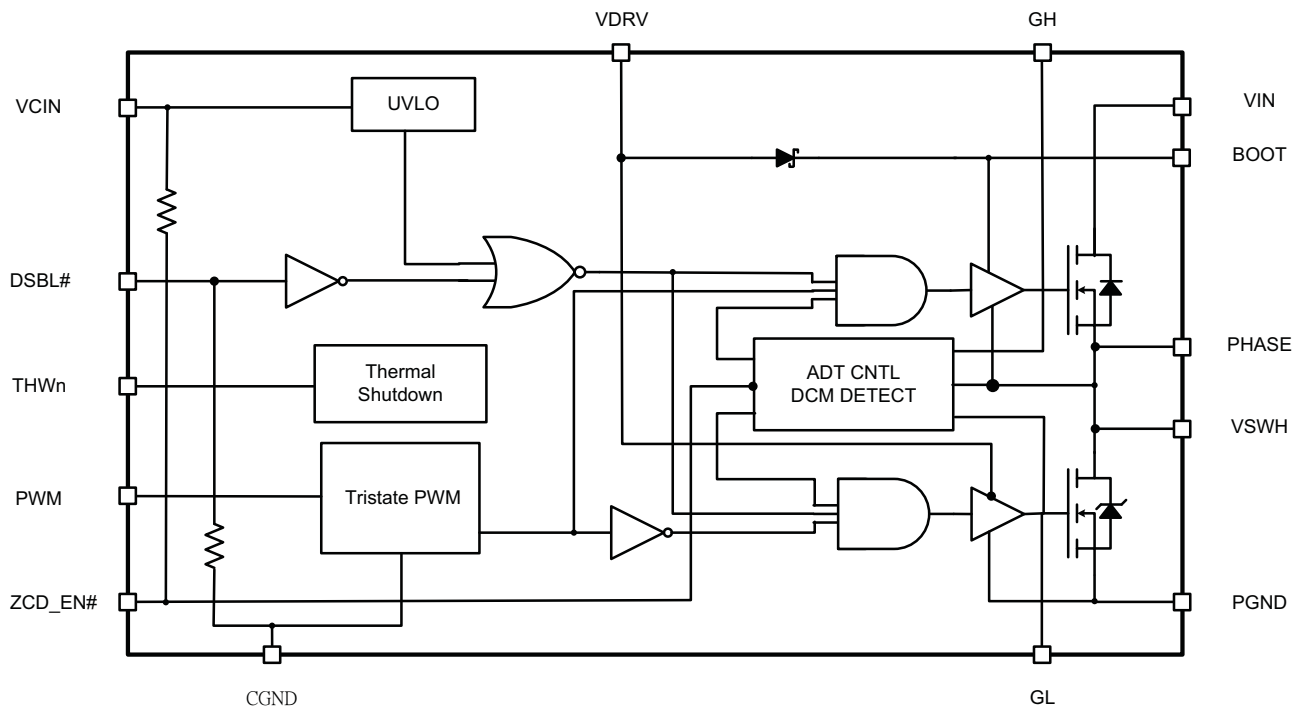 VDRV
GH
VCIN
UVLO
VIN
BOOT
DSBL#
THWn
Thermal
Shutdown
ADT CNTL
DCM DETECT
PHASE
VSWH
PWM
Tristate PWM
ZCD_EN#
PGND
CGND
GL